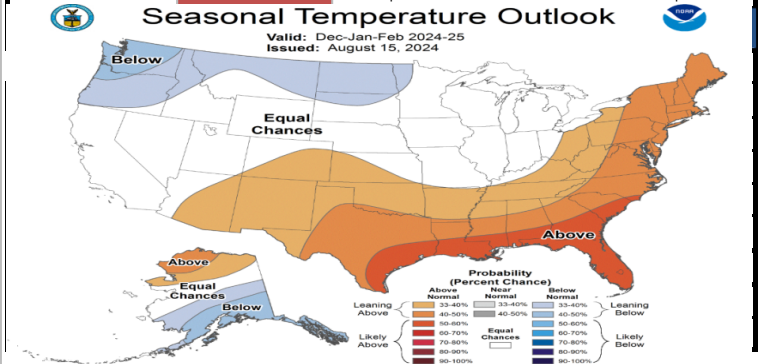 Seasonal Temperature Outlook
NOAA
Valid: Dec-Jan-Feb 2024-25
Issued: August 15, 2024
Below
Equal
Chances
Above
Above
Equal
Chances
Below
Probability
(Percent Chance)
Above
Normal
Near
Normal
Below
Normal
Leaning
Above
33-40%
33-40%
33-40%
Leaning
Below
40-50%
40-50%
40-50%
Likely
Above
50-60%
60-70%
70-80%
80-90%
90-100%
Equal
Chances
50-60%
60-70%
70-80%
80-90%
90-100%
Likely
Below